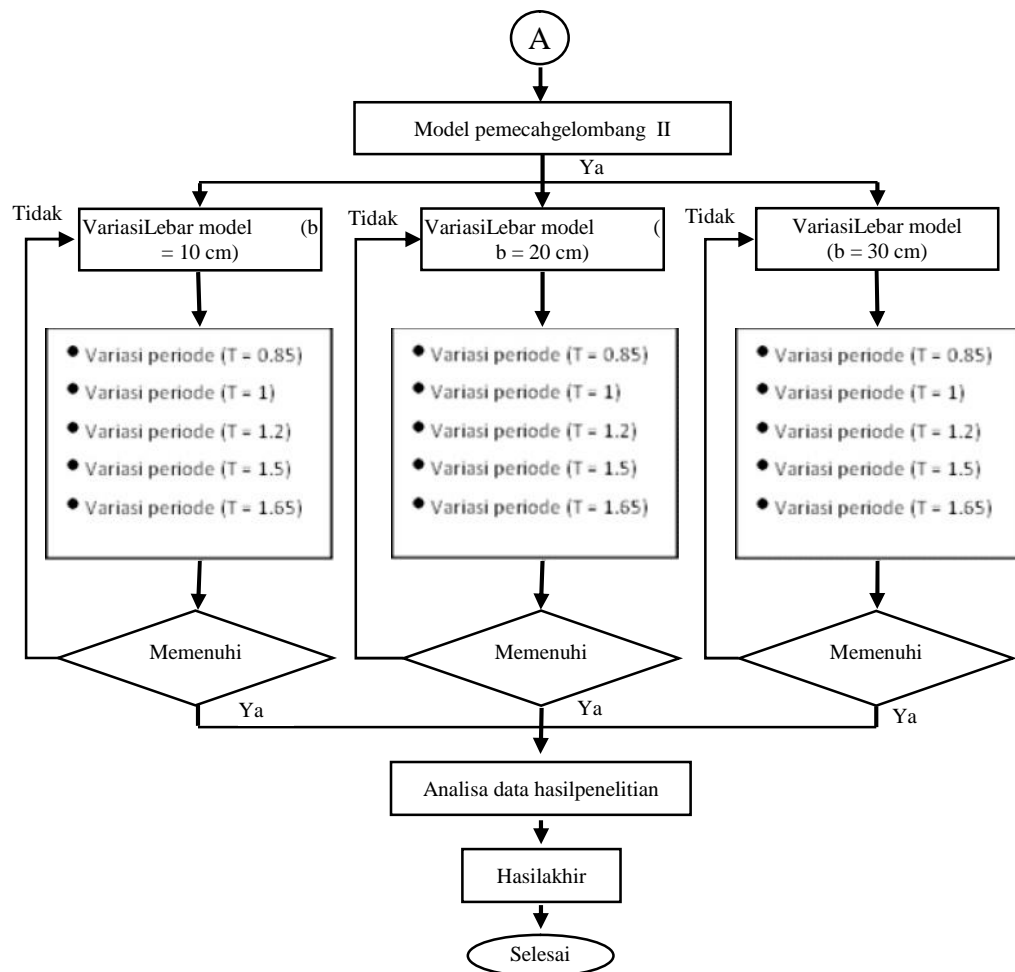 A
Model pemecahgelombang II
Ya
Tidak
VariasiLebar model (b
= 10 cm)
Tidak
VariasiLebar model (
b = 20 cm)
Tidak
VariasiLebar model
(b = 30 cm)
● Variasi periode (T = 0.85)
● Variasi periode (T = 1)
● Variasi periode (T = 1.2)
● Variasi periode (T = 1.5)
● Variasi periode (T = 1.65)
● Variasi periode (T = 0.85)
● Variasi periode (T = 1)
● Variasi periode (T = 1.2)
● Variasi periode (T = 1.5)
● Variasi periode (T = 1.65)
● Variasi periode (T = 0.85)
● Variasi periode (T = 1)
● Variasi periode (T = 1.2)
● Variasi periode (T = 1.5)
● Variasi periode (T = 1.65)
Memenuhi
Memenuhi
Memenuhi
Ya
Ya
Ya
Analisa data hasilpenelitian
Hasilakhir
Selesai